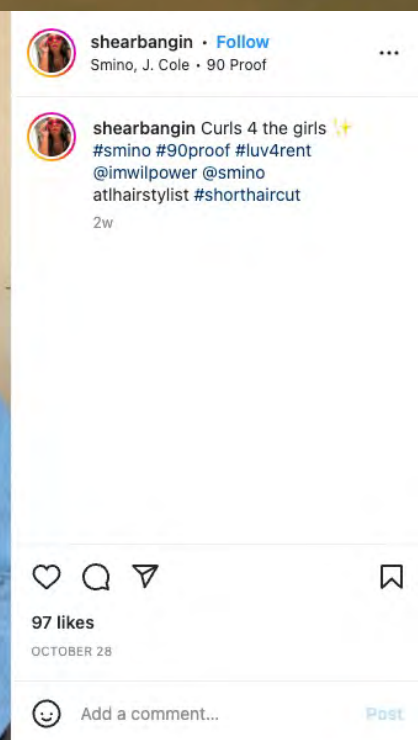 shearbangin • Follow
Smino, J. Cole • 90 Proof
shearbangin Curls 4 the girls ✨
#smino #90proof #luv4rent
@imwilpower @smino
atlhairstylist #shorthaircut
2w
97 likes
OCTOBER 28
Add a comment...
Post